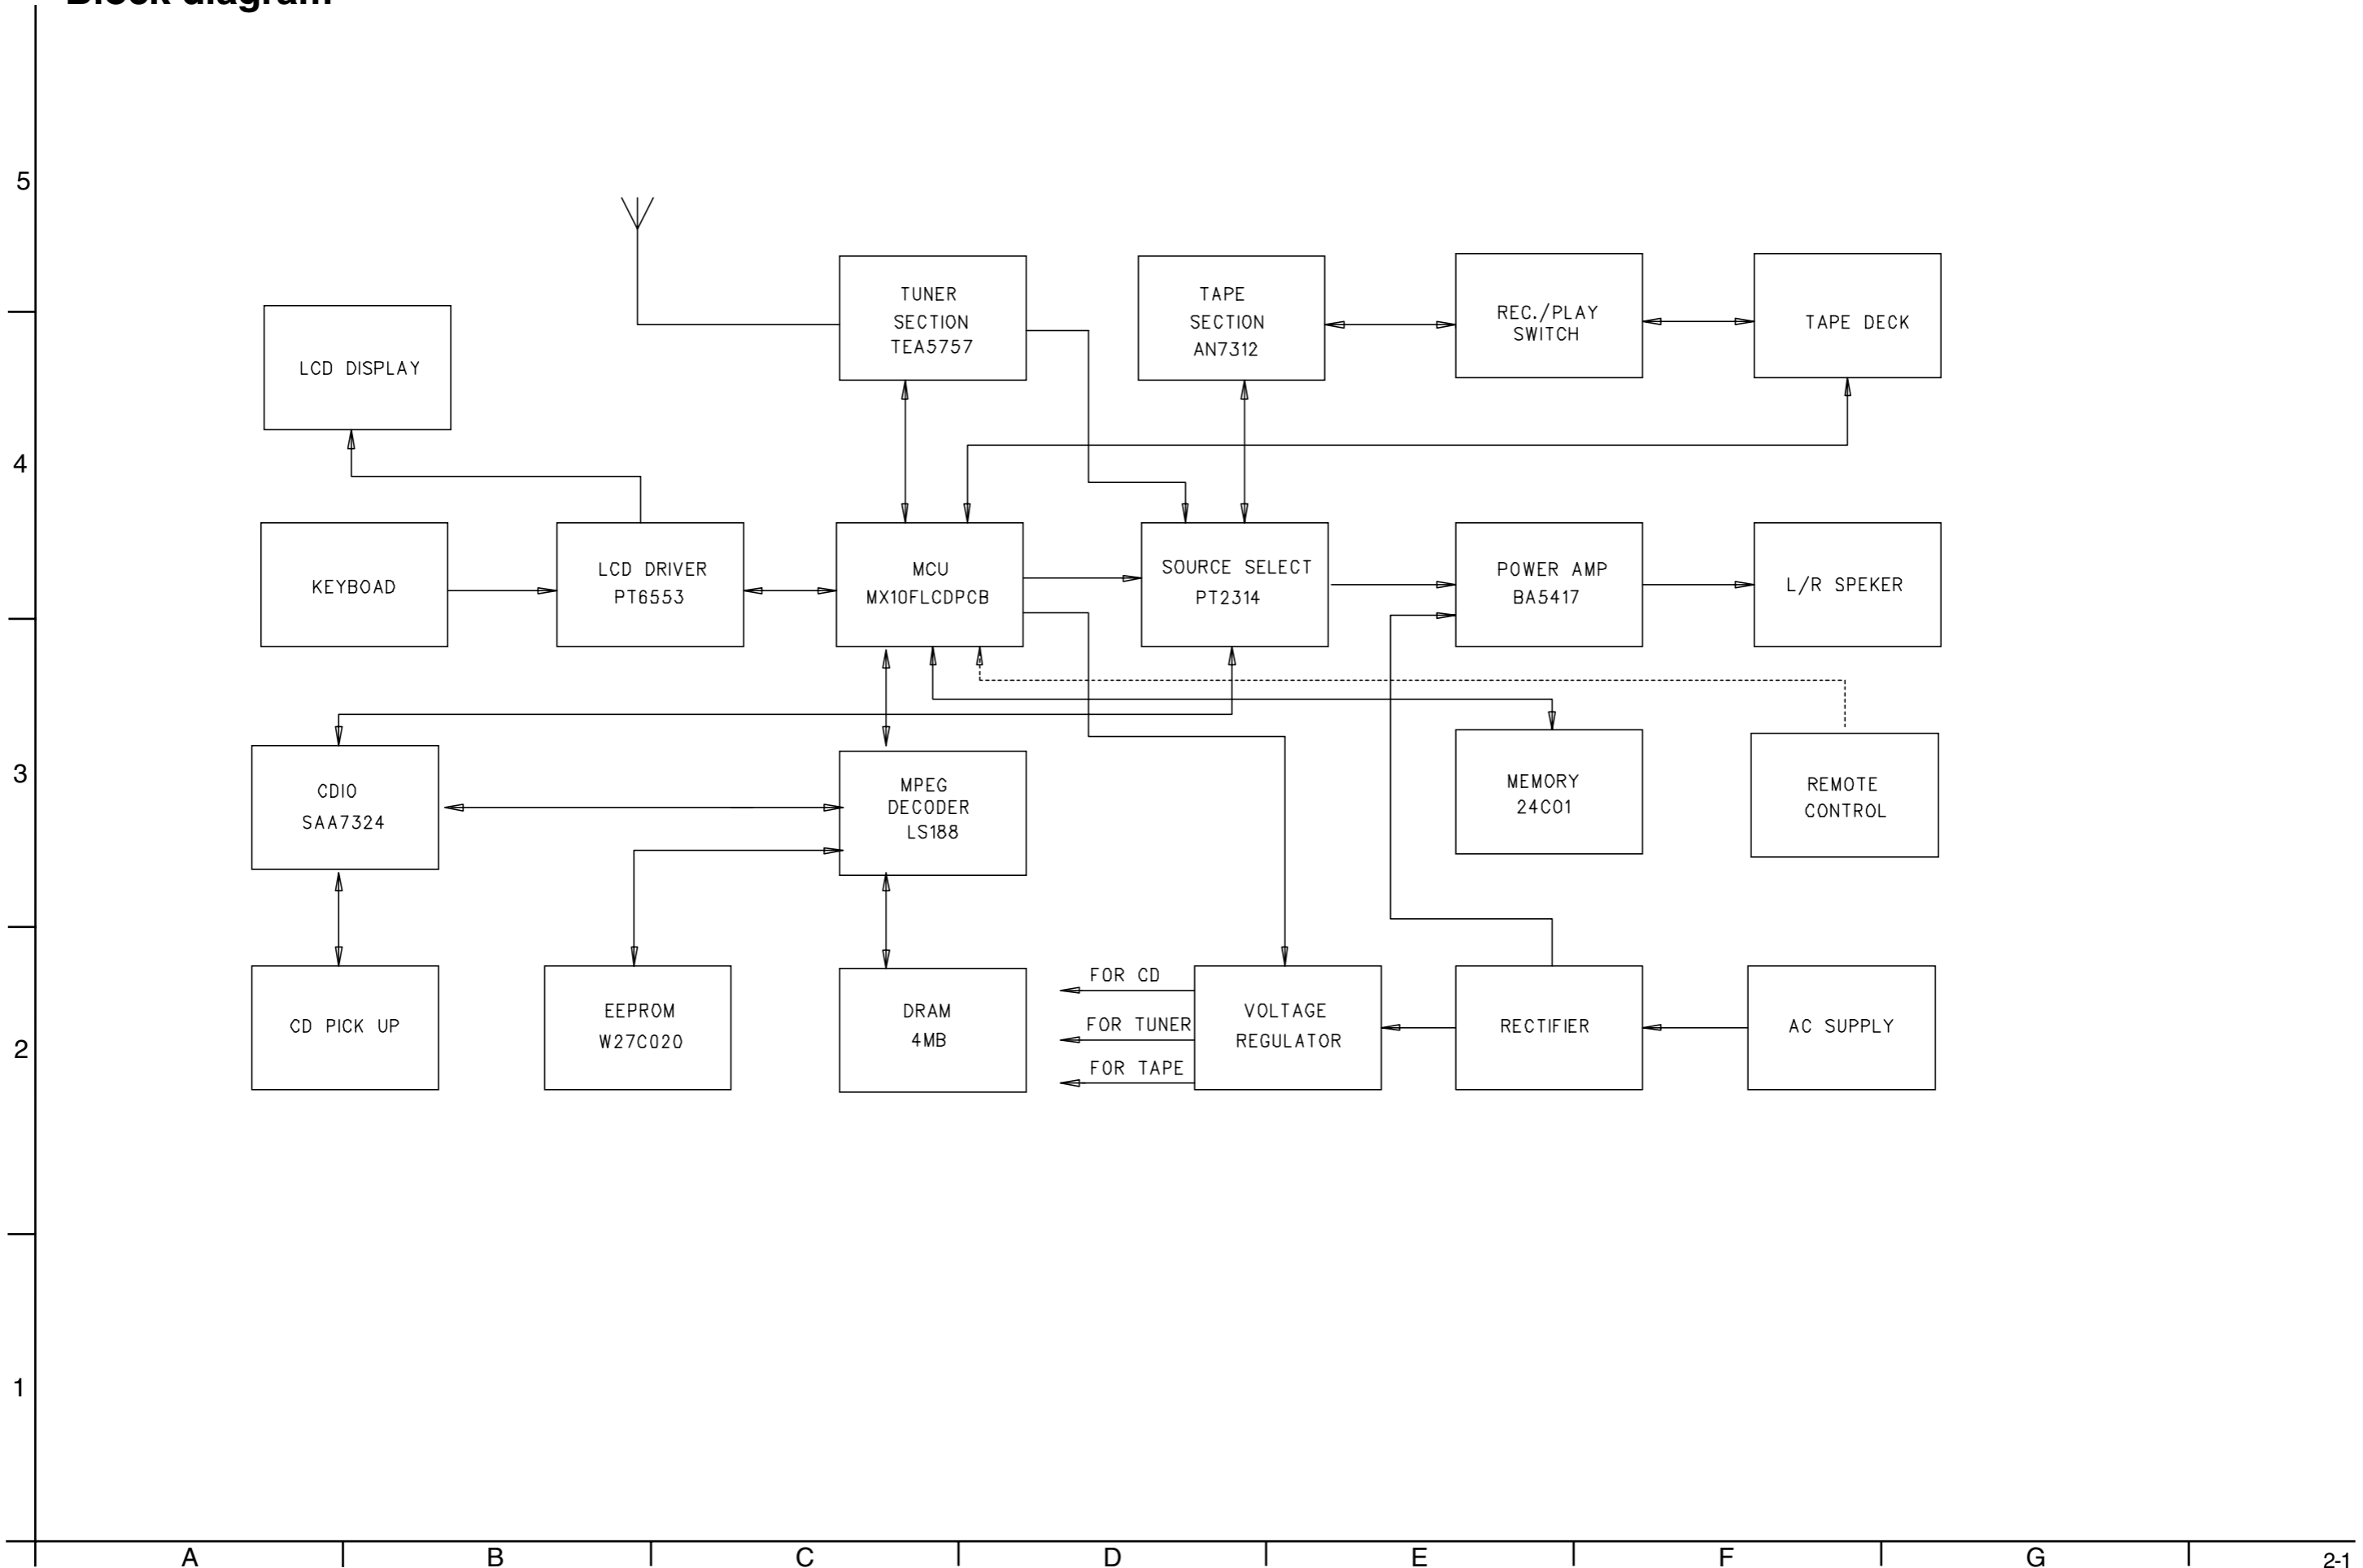 Block diagram
5
TUNER
SECTION
TEA5757
TAPE
SECTION
AN7312
REC./PLAY
SWITCH
TAPE DECK
LCD DISPLAY
4
KEYBOAD
LCD DRIVER
PT6553
MCU
MX10FLCDPCB
SOURCE SELECT
PT2314
POWER AMP
BA5417
L/R SPEKER
3
CD10
SAA7324
MPEG
DECODER
LS188
MEMORY
24C01
REMOTE
CONTROL
2
CD PICK UP
EEPROM
W27C020
DRAM
4MB
FOR CD
FOR TUNER
FOR TAPE
VOLTAGE
REGULATOR
RECTIFIER
AC SUPPLY
1
A B C D E F G
2-1